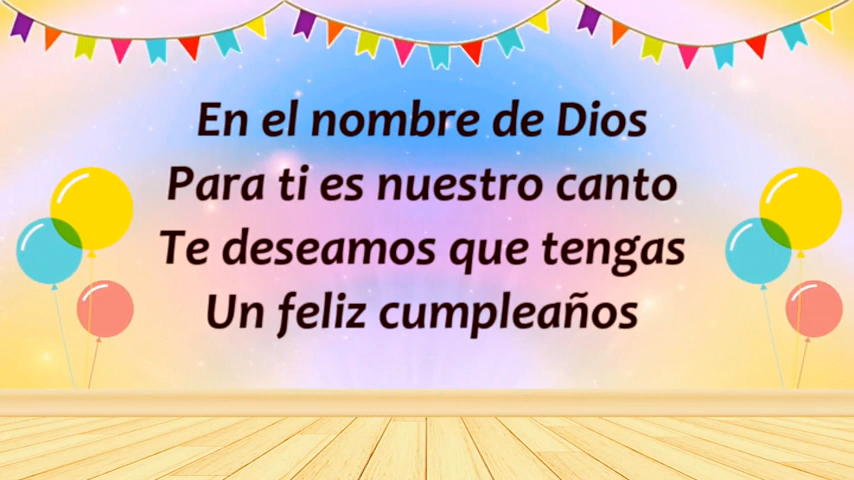 En el nombre de Dios
Para ti es nuestro canto
Te deseamos que tengas
Un feliz cumpleaños